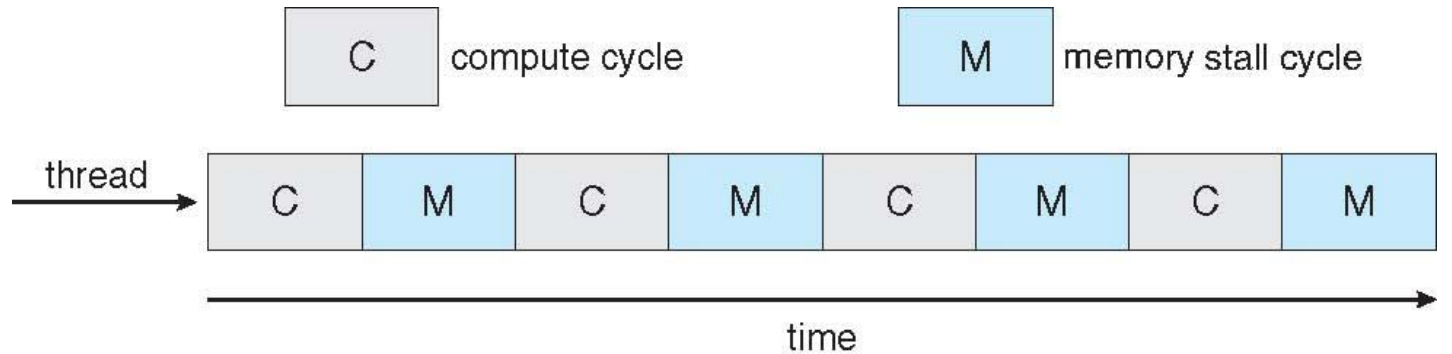 C compute cycle M memory stall cycle
thread
C M C M C M C M
time